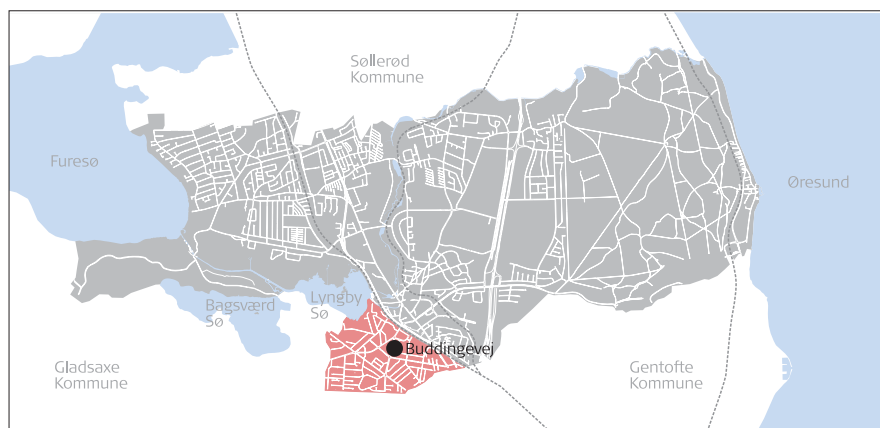 Søllerød
Kommune
Furesø
Øresund
Bagsværd
Sø
Lyngby
Sø
Buddingevej
Gladsaxe
Kommune
Gentofte
Kommune